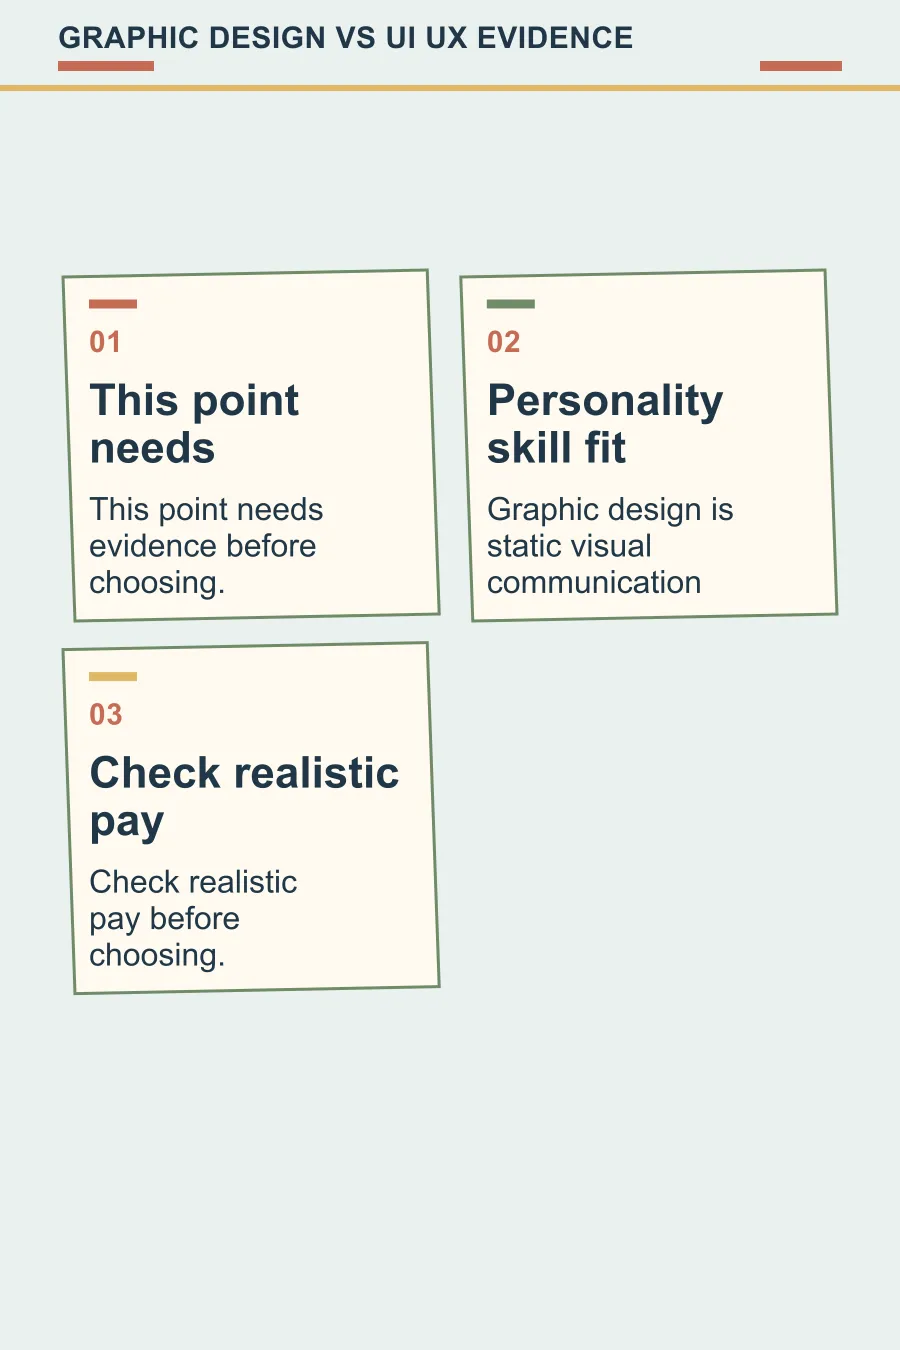 GRAPHIC DESIGN VS UI UX EVIDENCE
01
This point
needs
This point needs
evidence before
choosing.
02
Personality
skill fit
Graphic design is
static visual
communication
03
Check realistic
pay
Check realistic
pay before
choosing.